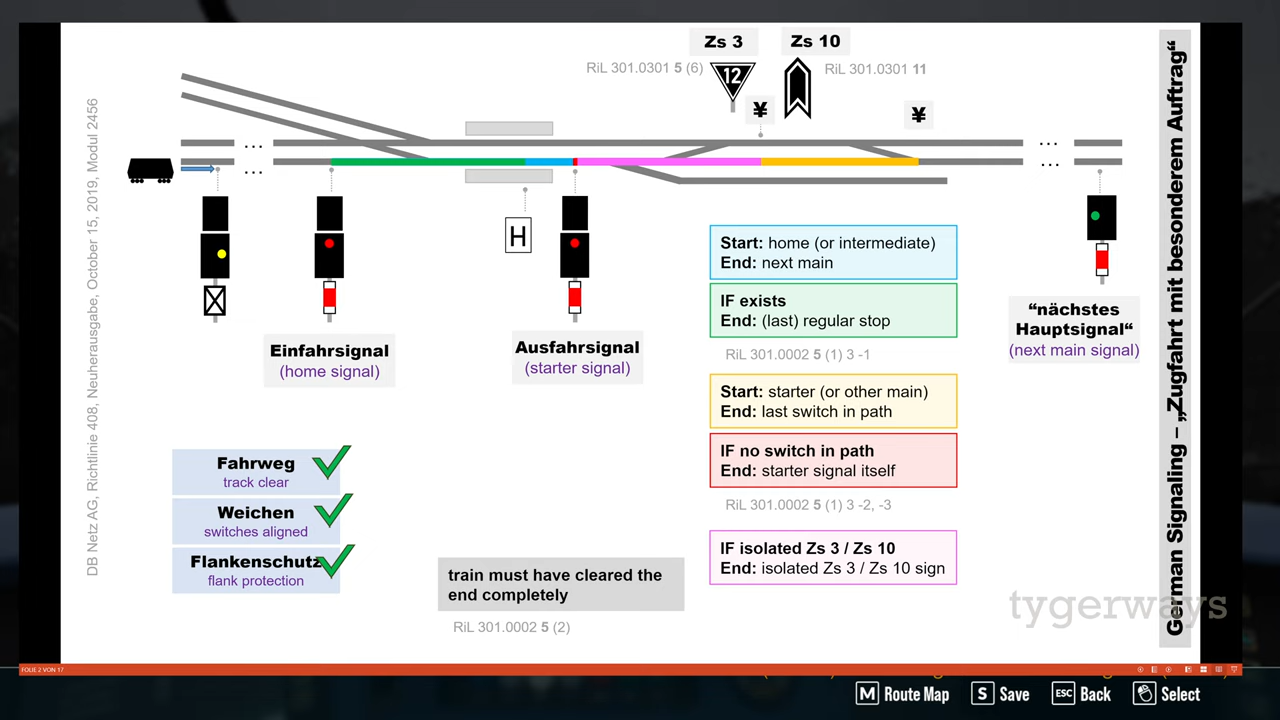 Zs 3
Zs 10
RiL 301.0301 5 (6)
12
RiL 301.0301 11
¥
¥
...
...
...
...
H
Einfahrsignal
(home signal)
Ausfahrsignal
(starter signal)
“nächstes
Hauptsignal“
(next main signal)
Start: home (or intermediate)
End: next main
IF exists
End: (last) regular stop
RiL 301.0002 5 (1) 3 -1
Start: starter (or other main)
End: last switch in path
IF no switch in path
End: starter signal itself
RiL 301.0002 5 (1) 3 -2, -3
IF isolated Zs 3 / Zs 10
End: isolated Zs 3 / Zs 10 sign
Fahrweg
track clear
Weichen
switches aligned
Flankenschutz
flank protection
train must have cleared the
end completely
RiL 301.0002 5 (2)
DB Netz AG, Richtlinie 408, Neuherausgabe, October 15, 2019, Modul 2456
German Signaling – „Zugfahrt mit besonderem Auftrag“
tygerways
FOLIE 2 VON 17
M Route Map
S Save
ESC Back
Select